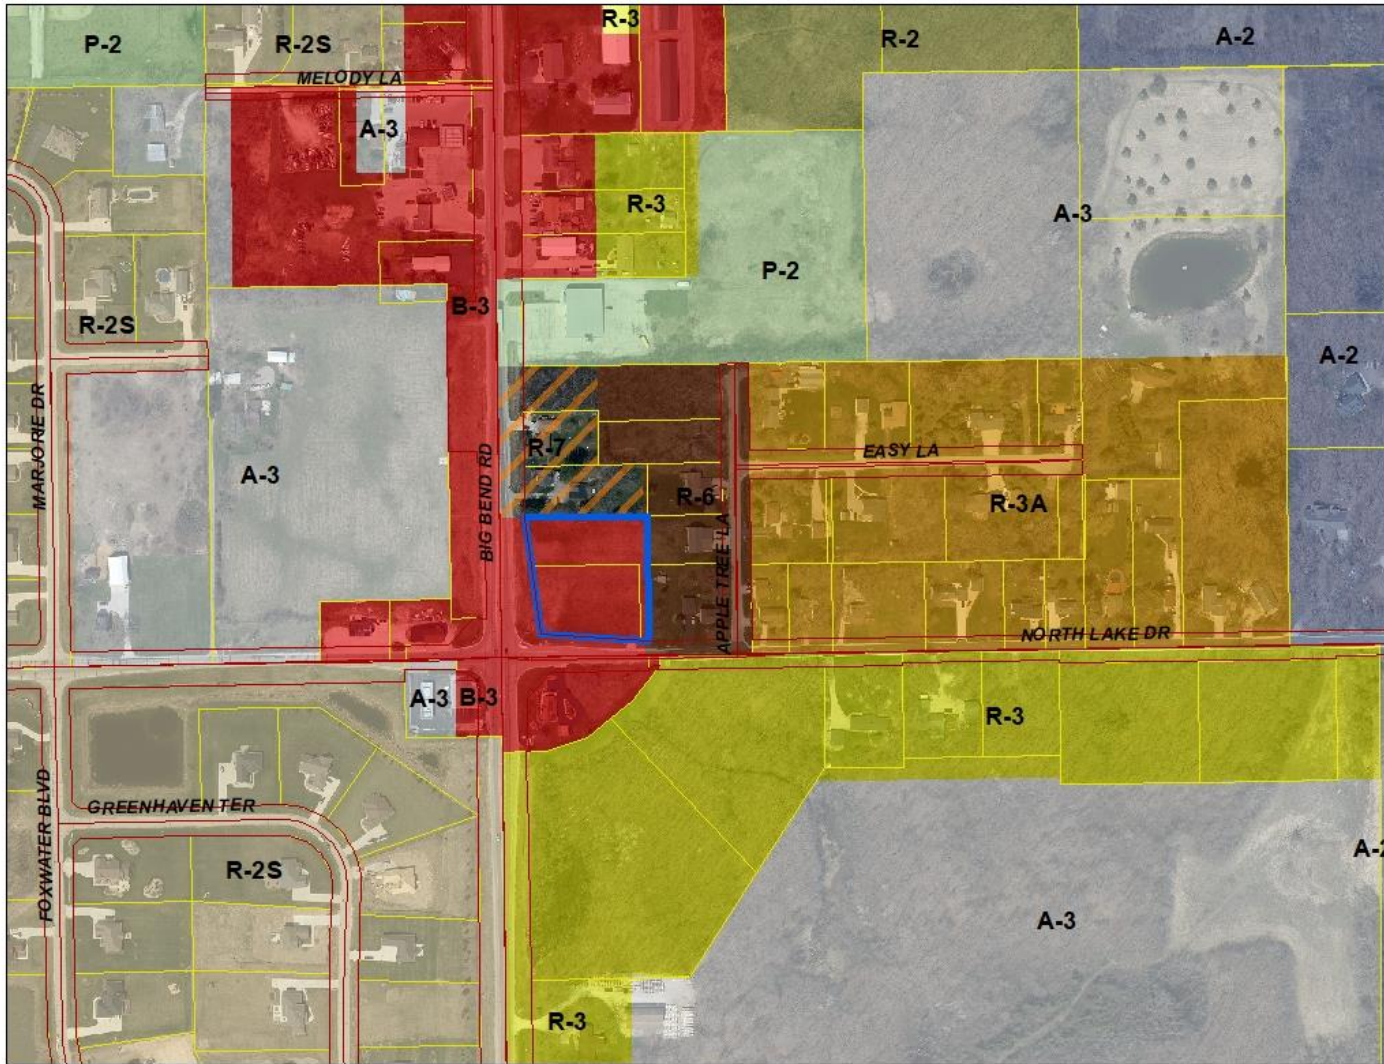 R-3
P-2
R-2S
R-2
A-2
MELODY LA
A-3
R-3
A-3
P-2
B-3
R-2S
A-2
MARJORIE DR
A-3
R-7
EASY LA
BIG BEND RD
R-6
R-3A
APPLE TREE LA
NORTH LAKE DR
A-3
B-3
R-3
GREENHAVEN TER
FOXWATER BLVD
R-2S
A-2
A-3
R-3